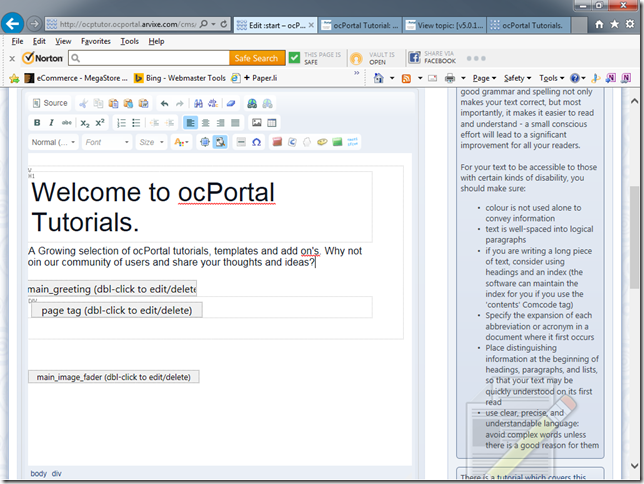 http://ocptutor.ocportal.arvixe.com/cms/
Edit :start – ocP...
ocPortal Tutorial: ...
View topic: [v5.0.1...
ocPortal Tutorials.
File Edit View Favorites Tools Help
Norton
Safe Search
THIS PAGE IS SAFE
VAULT IS OPEN
SHARE VIA FACEBOOK
eCommerce - MegaStore ...
Bing - Webmaster Tools
+ Paper.li
Page Safety Tools
Source
B I abc x₂ x²
Normal (... Font Size
U
H1
Welcome to ocPortal
Tutorials.
A Growing selection of ocPortal tutorials, templates and add on's. Why not
oin our community of users and share your thoughts and ideas?
main_greeting (dbl-click to edit/delete
DIV
page tag (dbl-click to edit/delete)
main_image_fader (dbl-click to edit/delete)
body div
good grammar and spelling not only
makes your text correct, but most
importantly, it makes it easier to read
and understand - a small conscious
effort will lead to a significant
improvement for all your readers.
For your text to be accessible to those
with certain kinds of disability, you
should make sure:
colour is not used alone to
convey information
text is well-spaced into logical
paragraphs
if you are writing a long piece
of text, consider using
headings and an index (the
software can maintain the
index for you if you use the
'contents' Comcode tag)
Specify the expansion of each
abbreviation or acronym in a
document where it first occurs
Place distinguishing
information at the beginning of
headings, paragraphs, and lists,
so that your text may be
quickly understood on its first
read
use clear, precise, and
understandable language:
avoid complex words unless
there is a good reason for them
There is a tutorial which covers this